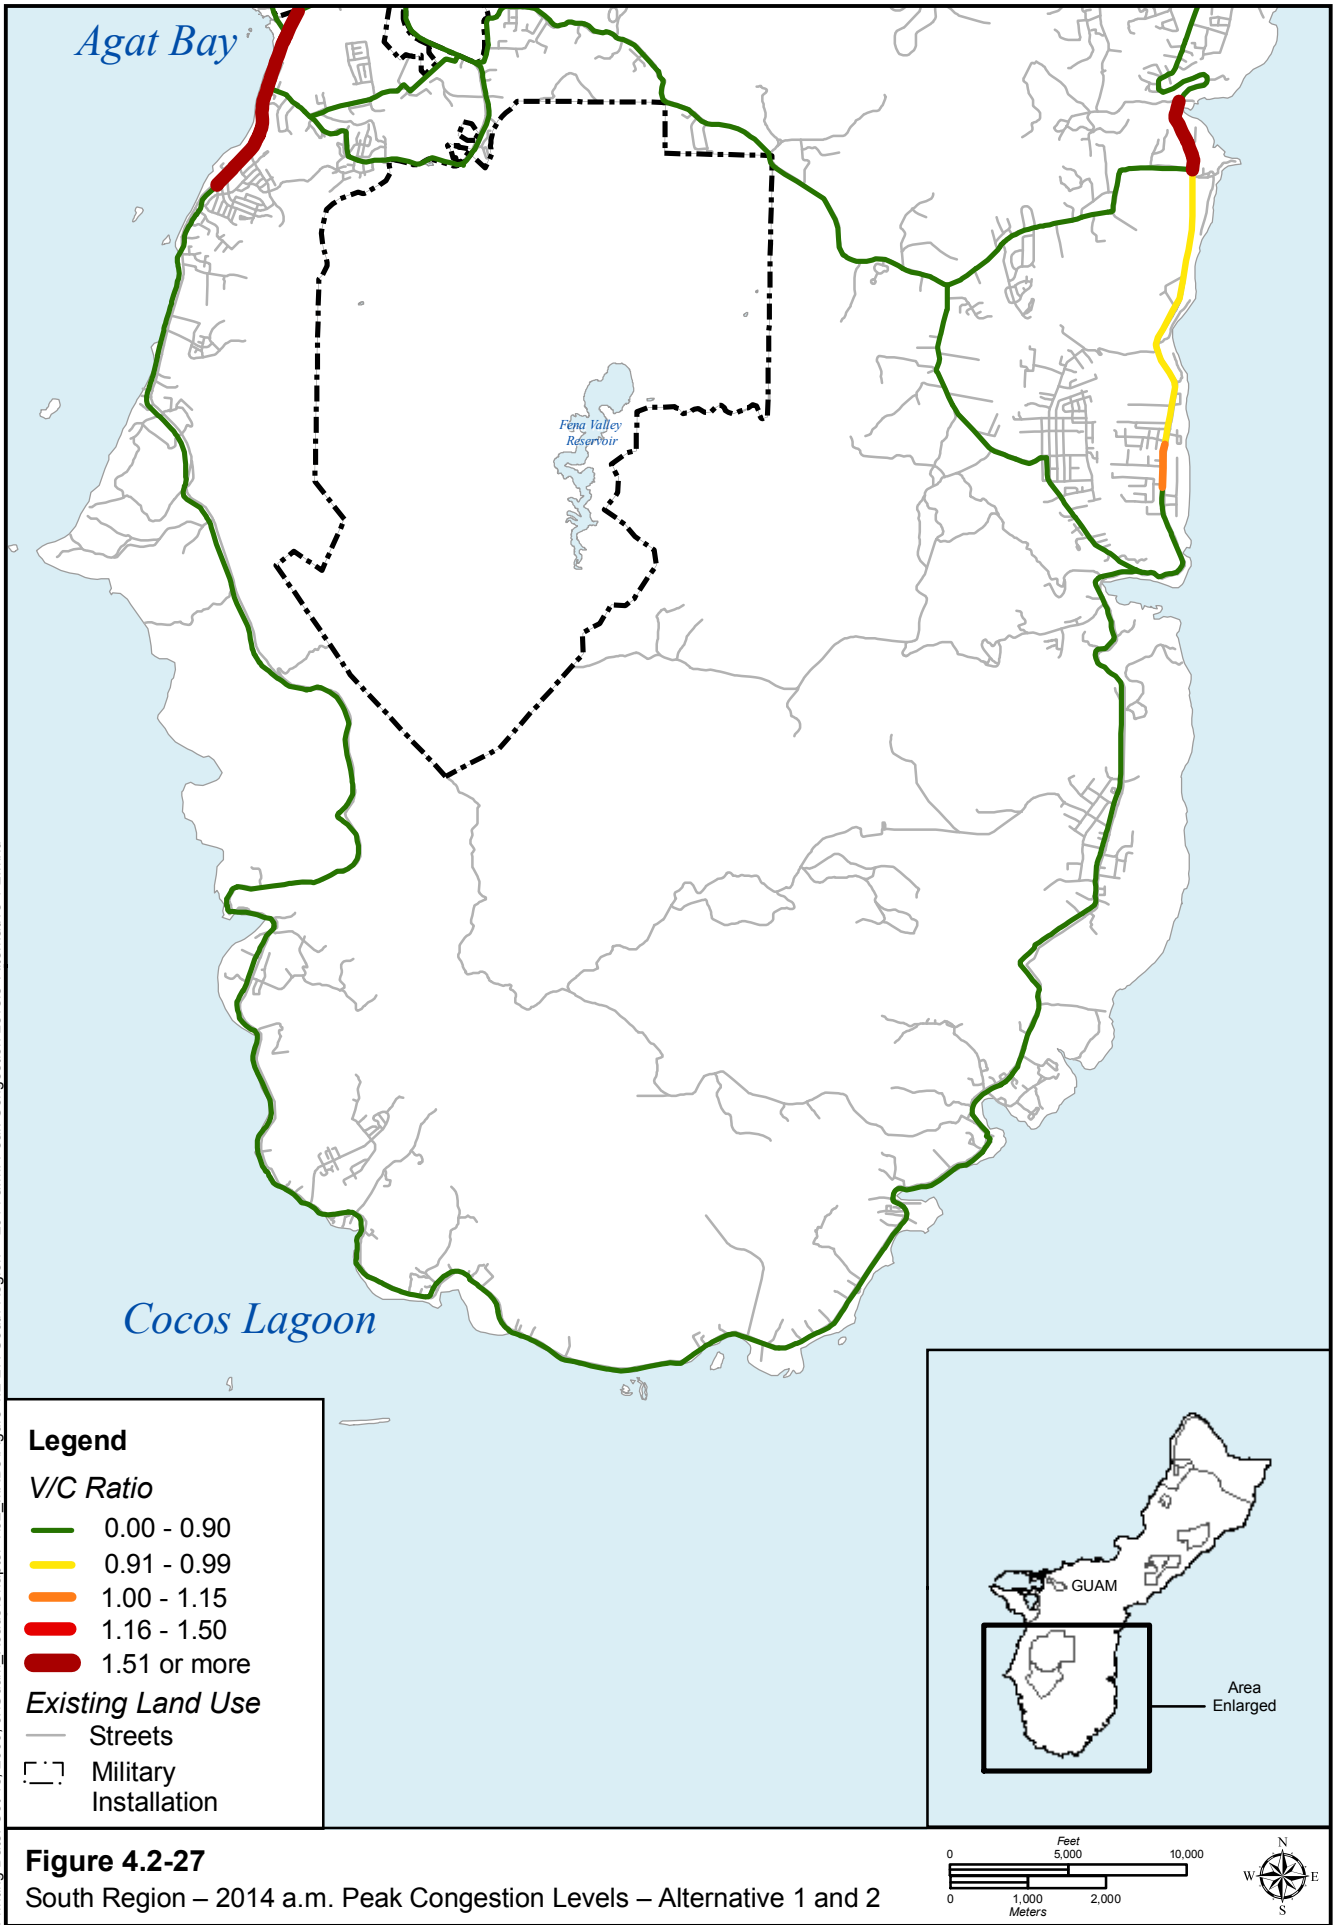 Agat Bay
Fena Valley
Reservoir
Cocos Lagoon
Legend
V/C Ratio
0.00 - 0.90
0.91 - 0.99
1.00 - 1.15
1.16 - 1.50
1.51 or more
Existing Land Use
Streets
Military
Installation
GUAM
Area
Enlarged
Figure 4.2-27
South Region – 2014 a.m. Peak Congestion Levels – Alternative 1 and 2
Feet
0 5,000 10,000
0 1,000 2,000
Meters
N
W E
S